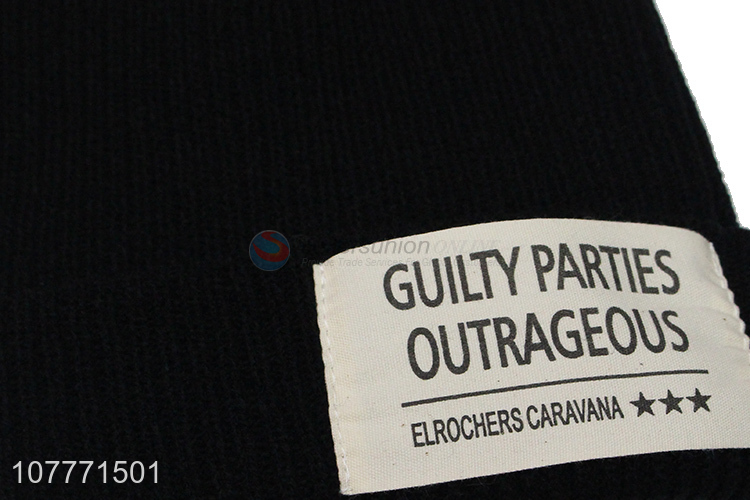 GUILTY PARTIES
OUTRAGEOUS
ELROCHERS CARAVANA ★★★
107771501